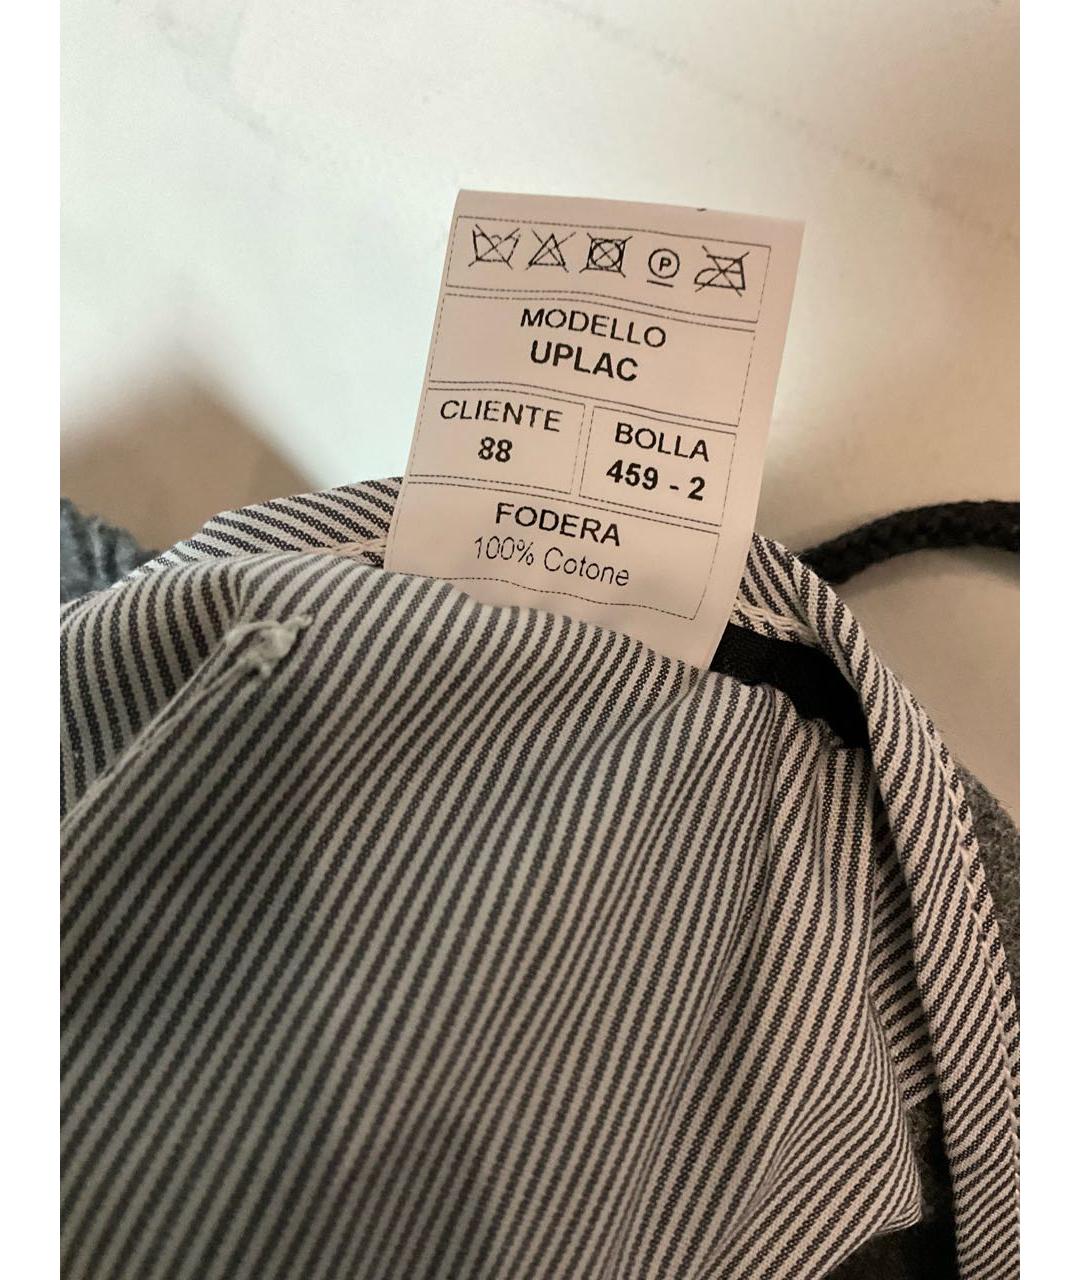 P
MODELLO
UPLAC
CLIENTE
88
BOLLA
459 - 2
FODERA
100% Cotone